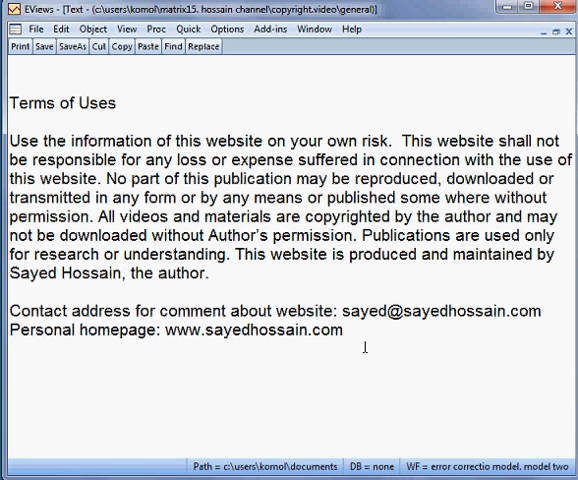 EViews - [Text - (c:\users\komol\matrix15. hossain channel\copyright.video\general)]
File Edit Object View Proc Quick Options Add-ins Window Help
Print Save SaveAs Cut Copy Paste Find Replace
Terms of Uses
Use the information of this website on your own risk. This website shall not
be responsible for any loss or expense suffered in connection with the use of
this website. No part of this publication may be reproduced, downloaded or
transmitted in any form or by any means or published some where without
permission. All videos and materials are copyrighted by the author and may
not be downloaded without Author's permission. Publications are used only
for research or understanding. This website is produced and maintained by
Sayed Hossain, the author.
Contact address for comment about website: sayed@sayedhossain.com
Personal homepage: www.sayedhossain.com
Path = c:\users\komol\documents DB = none WF = error correctio model. model two